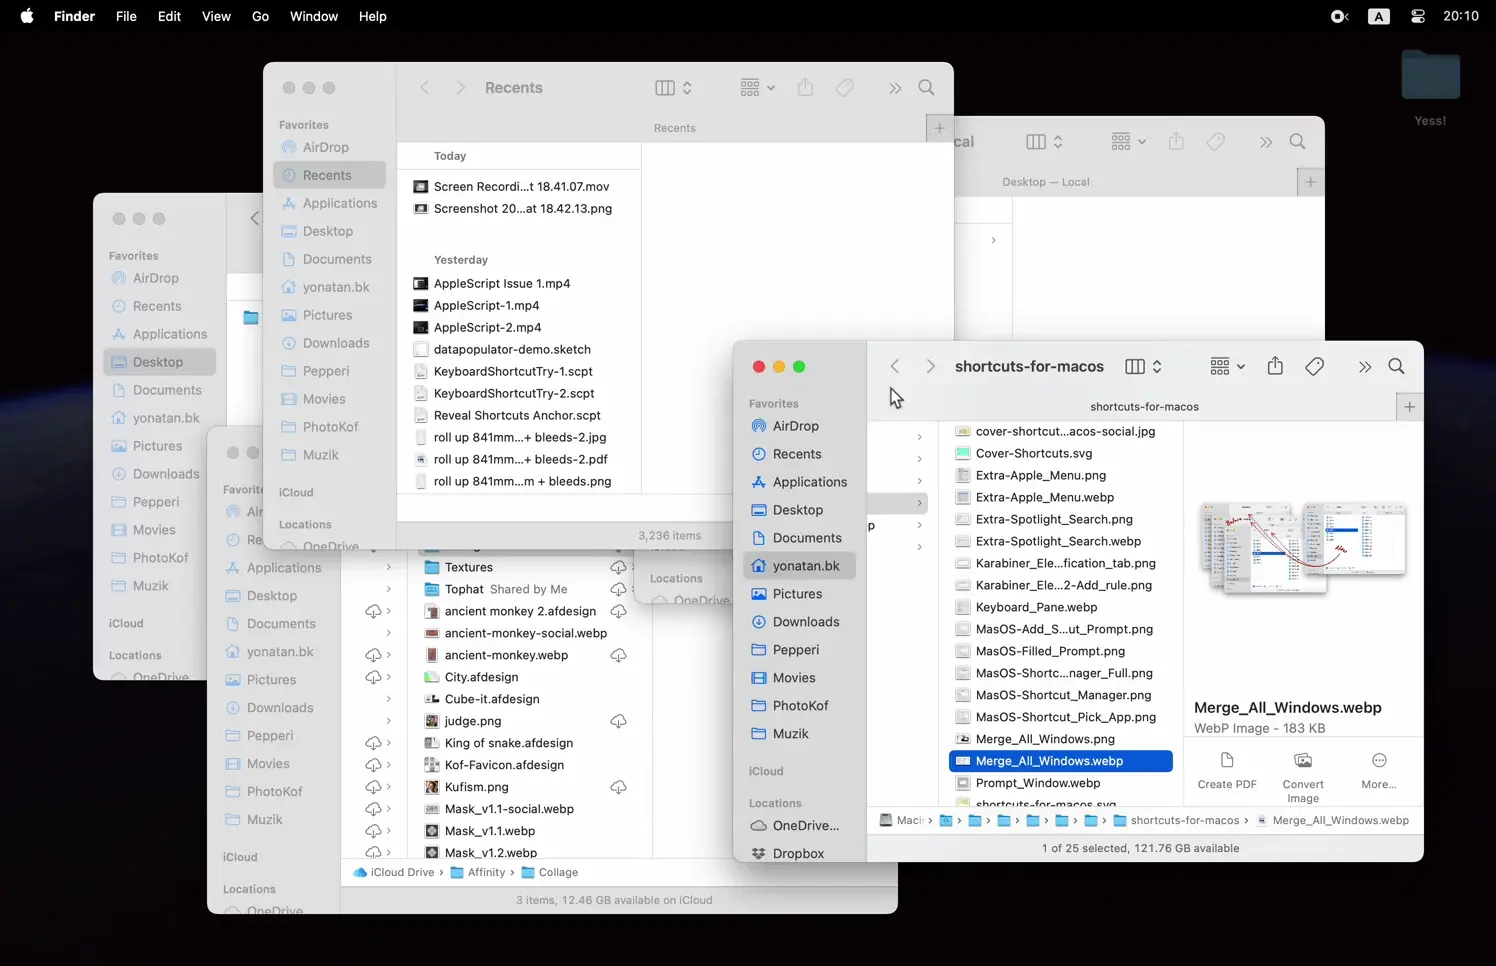 Finder File Edit View Go Window Help
A 20:10
Yess!
Recents
Recents
Favorites
AirDrop
Recents
Applications
Desktop
Documents
yonatan.bk
Pictures
Downloads
Pepperi
Movies
PhotoKof
Muzik
iCloud
Locations
OneDrive
Today
Screen Recordi...t 18.41.07.mov
Screenshot 20...at 18.42.13.png
Yesterday
AppleScript Issue 1.mp4
AppleScript-1.mp4
AppleScript-2.mp4
datapopulator-demo.sketch
KeyboardShortcutTry-1.scpt
KeyboardShortcutTry-2.scpt
Reveal Shortcuts Anchor.scpt
roll up 841mm...+ bleeds-2.jpg
roll up 841mm...+ bleeds-2.pdf
roll up 841mm...m + bleeds.png
3,236 items
cal
Desktop — Local
Favorites
AirDrop
Recents
Applications
Desktop
Documents
yonatan.bk
Pictures
Downloads
Pepperi
Movies
PhotoKof
Muzik
iCloud
Locations
OneDrive
Favorite
Air
Re
Applications
Desktop
Documents
yonatan.bk
Pictures
Downloads
Pepperi
Movies
PhotoKof
Muzik
iCloud
Locations
OneDrive
Textures
Tophat Shared by Me
ancient monkey 2.afdesign
ancient-monkey-social.webp
ancient-monkey.webp
City.afdesign
Cube-it.afdesign
judge.png
King of snake.afdesign
Kof-Favicon.afdesign
Kufism.png
Mask_v1.1-social.webp
Mask_v1.1.webp
Mask_v1.2.webp
iCloud Drive › Affinity › Collage
3 items, 12.46 GB available on iCloud
Locations
OneDrive
shortcuts-for-macos
shortcuts-for-macos
Favorites
AirDrop
Recents
Applications
Desktop
Documents
yonatan.bk
Pictures
Downloads
Pepperi
Movies
PhotoKof
Muzik
iCloud
Locations
OneDrive...
Dropbox
p
cover-shortcut...acos-social.jpg
Cover-Shortcuts.svg
Extra-Apple_Menu.png
Extra-Apple_Menu.webp
Extra-Spotlight_Search.png
Extra-Spotlight_Search.webp
Karabiner_Ele...fication_tab.png
Karabiner_Ele...2-Add_rule.png
Keyboard_Pane.webp
MasOS-Add_S...ut_Prompt.png
MasOS-Filled_Prompt.png
MasOS-Shortc...nager_Full.png
MasOS-Shortcut_Manager.png
MasOS-Shortcut_Pick_App.png
Merge_All_Windows.png
Merge_All_Windows.webp
Prompt_Window.webp
shortcuts-for-macos.svg
Merge_All_Windows.webp
WebP Image - 183 KB
Create PDF
Convert Image
More...
Maci › shortcuts-for-macos › Merge_All_Windows.webp
1 of 25 selected, 121.76 GB available